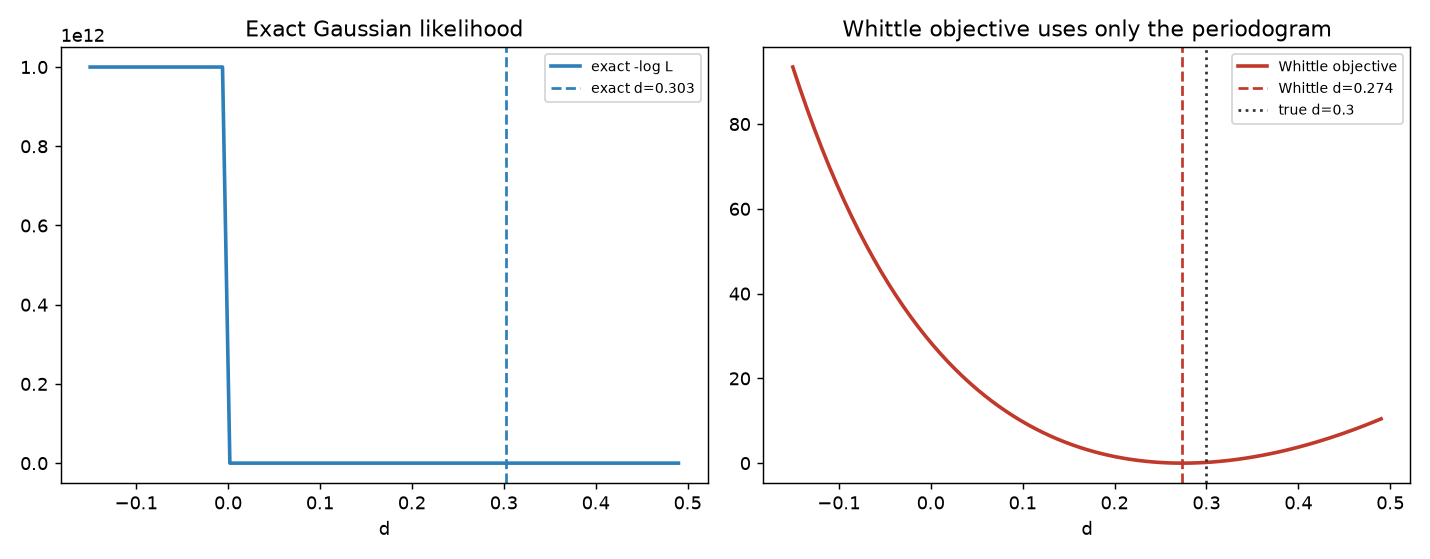 Exact Gaussian likelihood
1e12
1.0
0.8
0.6
0.4
0.2
0.0
−0.1
0.0
0.1
0.2
0.3
0.4
0.5
d
exact -log L
exact d=0.303
Whittle objective uses only the periodogram
80
60
40
20
0
−0.1
0.0
0.1
0.2
0.3
0.4
0.5
d
Whittle objective
Whittle d=0.274
true d=0.3